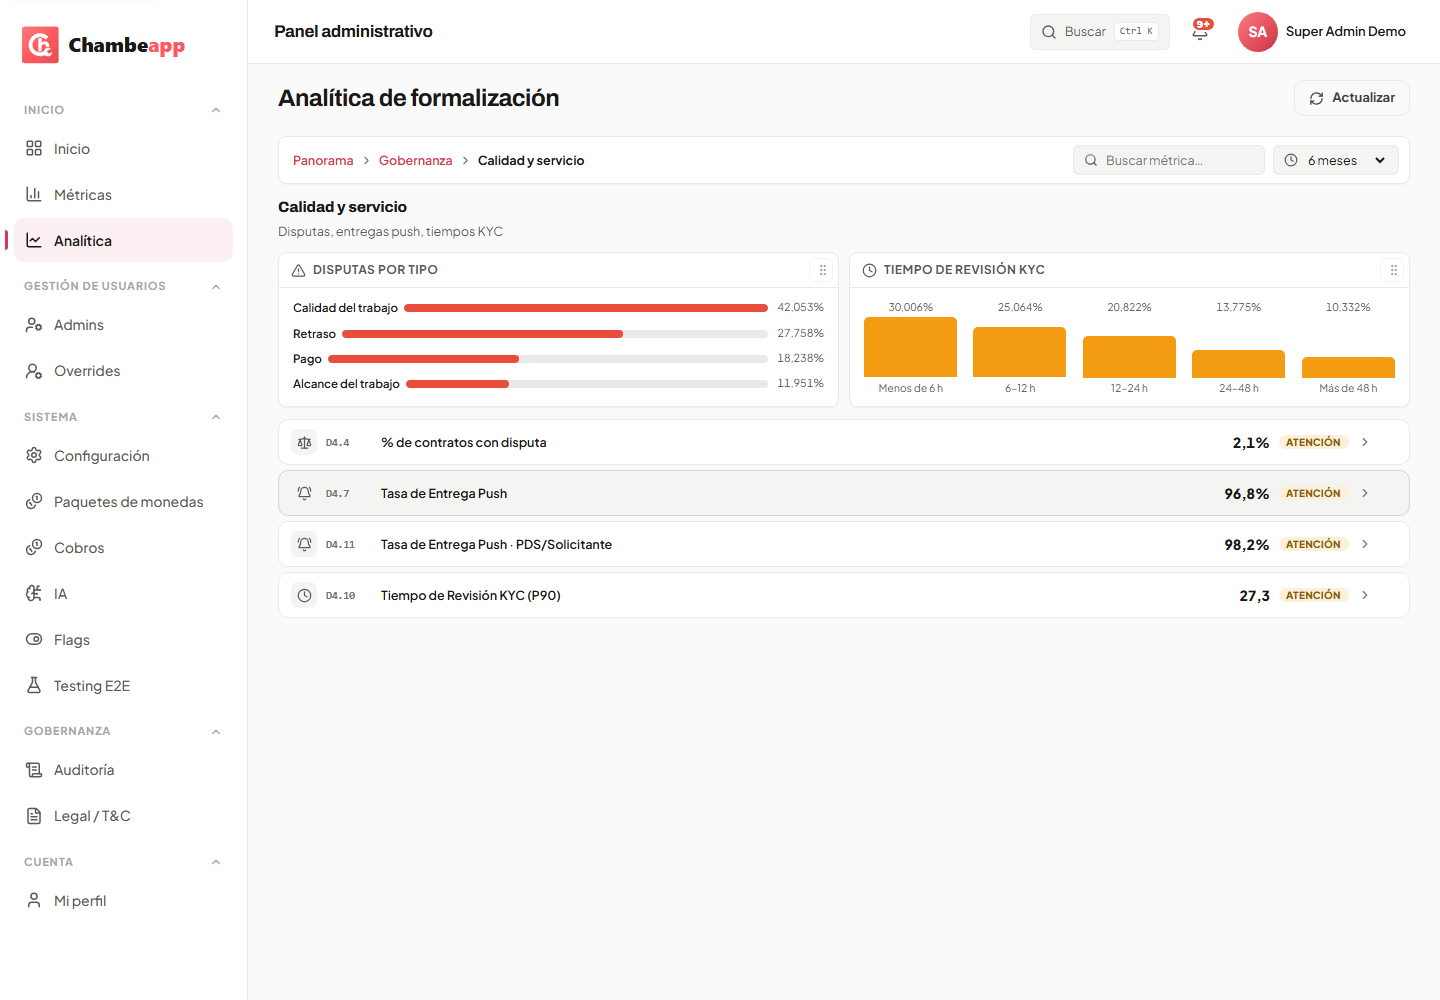 Chambeapp
INICIO
Inicio
Métricas
Analítica
GESTIÓN DE USUARIOS
Admins
Overrides
SISTEMA
Configuración
Paquetes de monedas
Cobros
IA
Flags
Testing E2E
GOBERNANZA
Auditoría
Legal / T&C
CUENTA
Mi perfil
Panel administrativo
Buscar Ctrl K
9+
SA Super Admin Demo
Analítica de formalización
Actualizar
Panorama > Gobernanza > Calidad y servicio
Buscar métrica...
6 meses
Calidad y servicio
Disputas, entregas push, tiempos KYC
DISPUTAS POR TIPO
Calidad del trabajo 42,053%
Retraso 27,758%
Pago 18,238%
Alcance del trabajo 11,951%
TIEMPO DE REVISIÓN KYC
30,006% 25,064% 20,822% 13,775% 10,332%
Menos de 6 h 6–12 h 12–24 h 24–48 h Más de 48 h
D4.4 % de contratos con disputa 2,1% ATENCIÓN
D4.7 Tasa de Entrega Push 96,8% ATENCIÓN
D4.11 Tasa de Entrega Push · PDS/Solicitante 98,2% ATENCIÓN
D4.10 Tiempo de Revisión KYC (P90) 27,3 ATENCIÓN